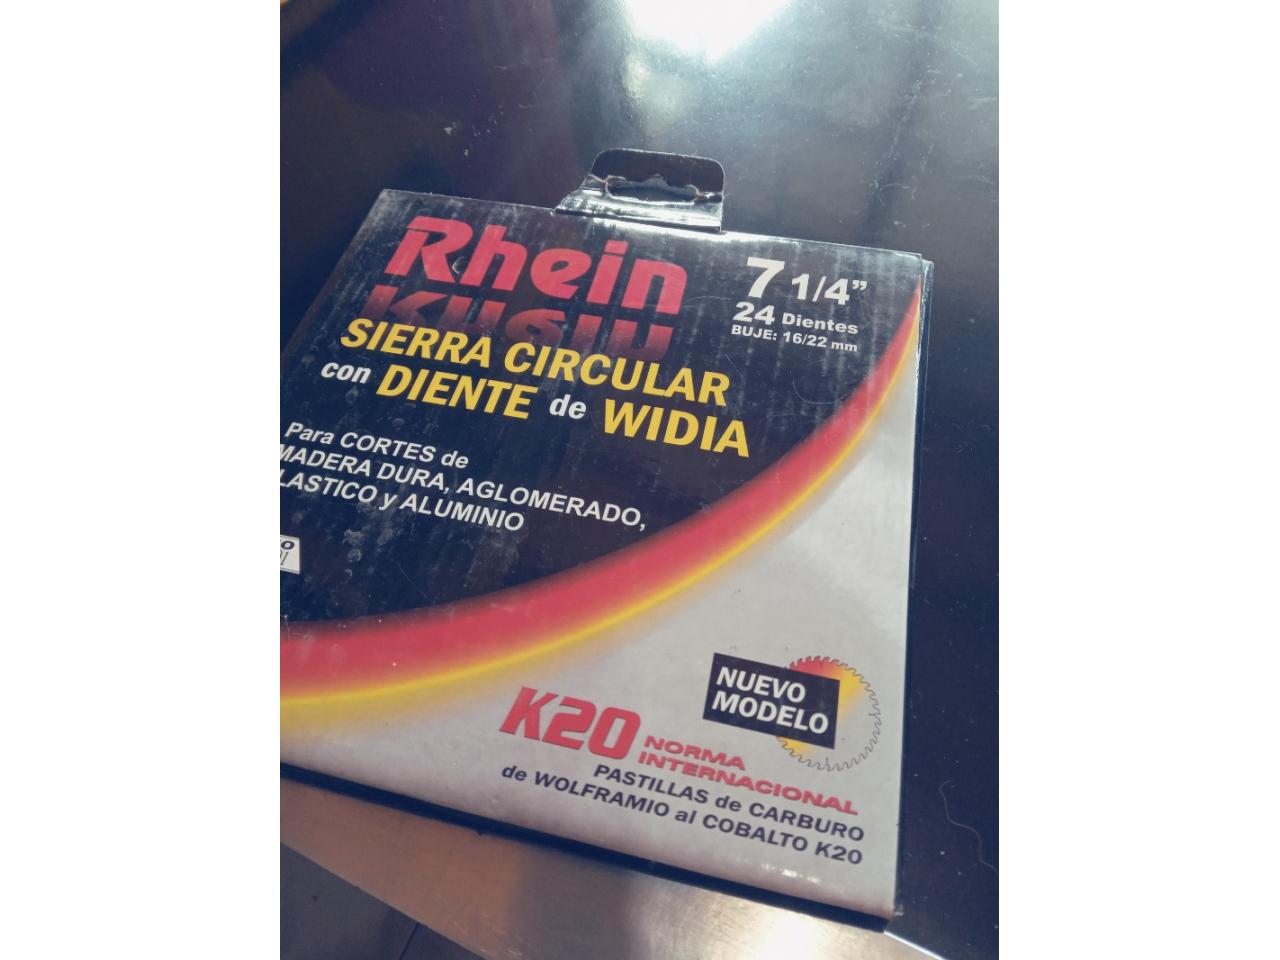 Rhein
7 1/4”
24 Dientes
BUJE: 16/22 mm
SIERRA CIRCULAR
con DIENTE de WIDIA
Para CORTES de
MADERA DURA, AGLOMERADO,
LASTICO y ALUMINIO
NUEVO
MODELO
K20 NORMA
INTERNACIONAL
PASTILLAS de CARBURO
de WOLFRAMIO al COBALTO K20